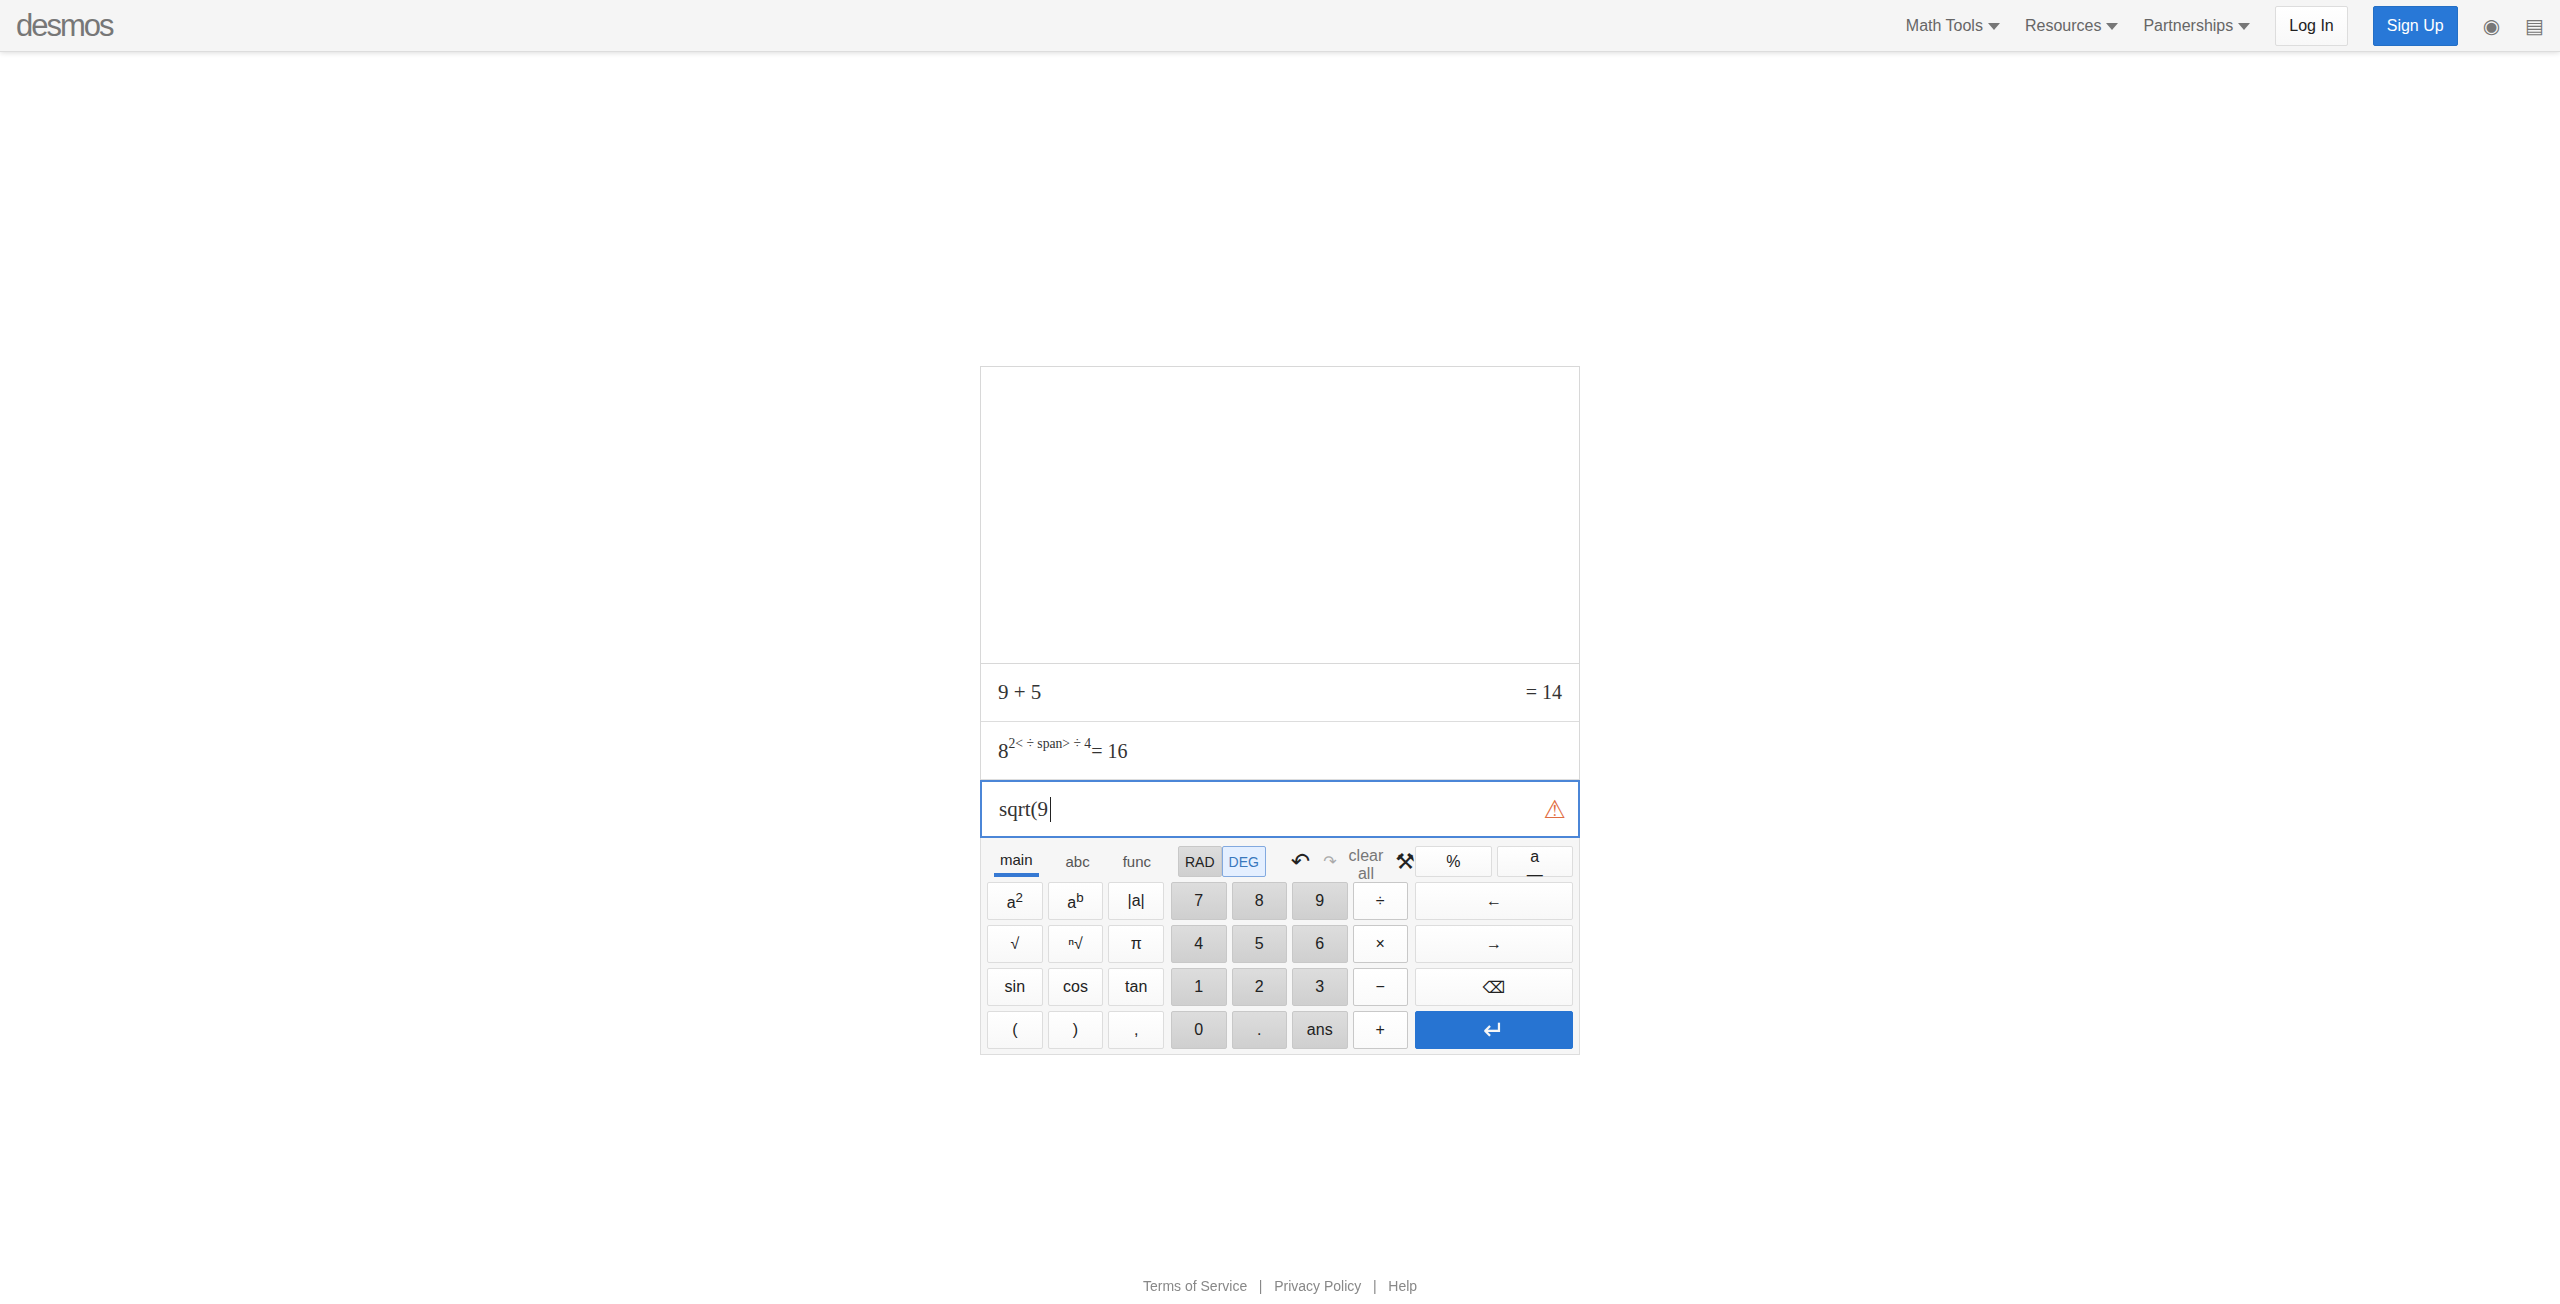 desmos Math Tools Resources Partnerships Log In Sign Up
9 + 5 = 14
8^2< ÷ span> ÷ 4 = 16
sqrt(9
main abc func RAD DEG clear all % a
a^2 a^b |a| 7 8 9 ÷ ←
√ ⁿ√ π 4 5 6 × →
sin cos tan 1 2 3 −
( ) , 0 . ans +
Terms of Service | Privacy Policy | Help